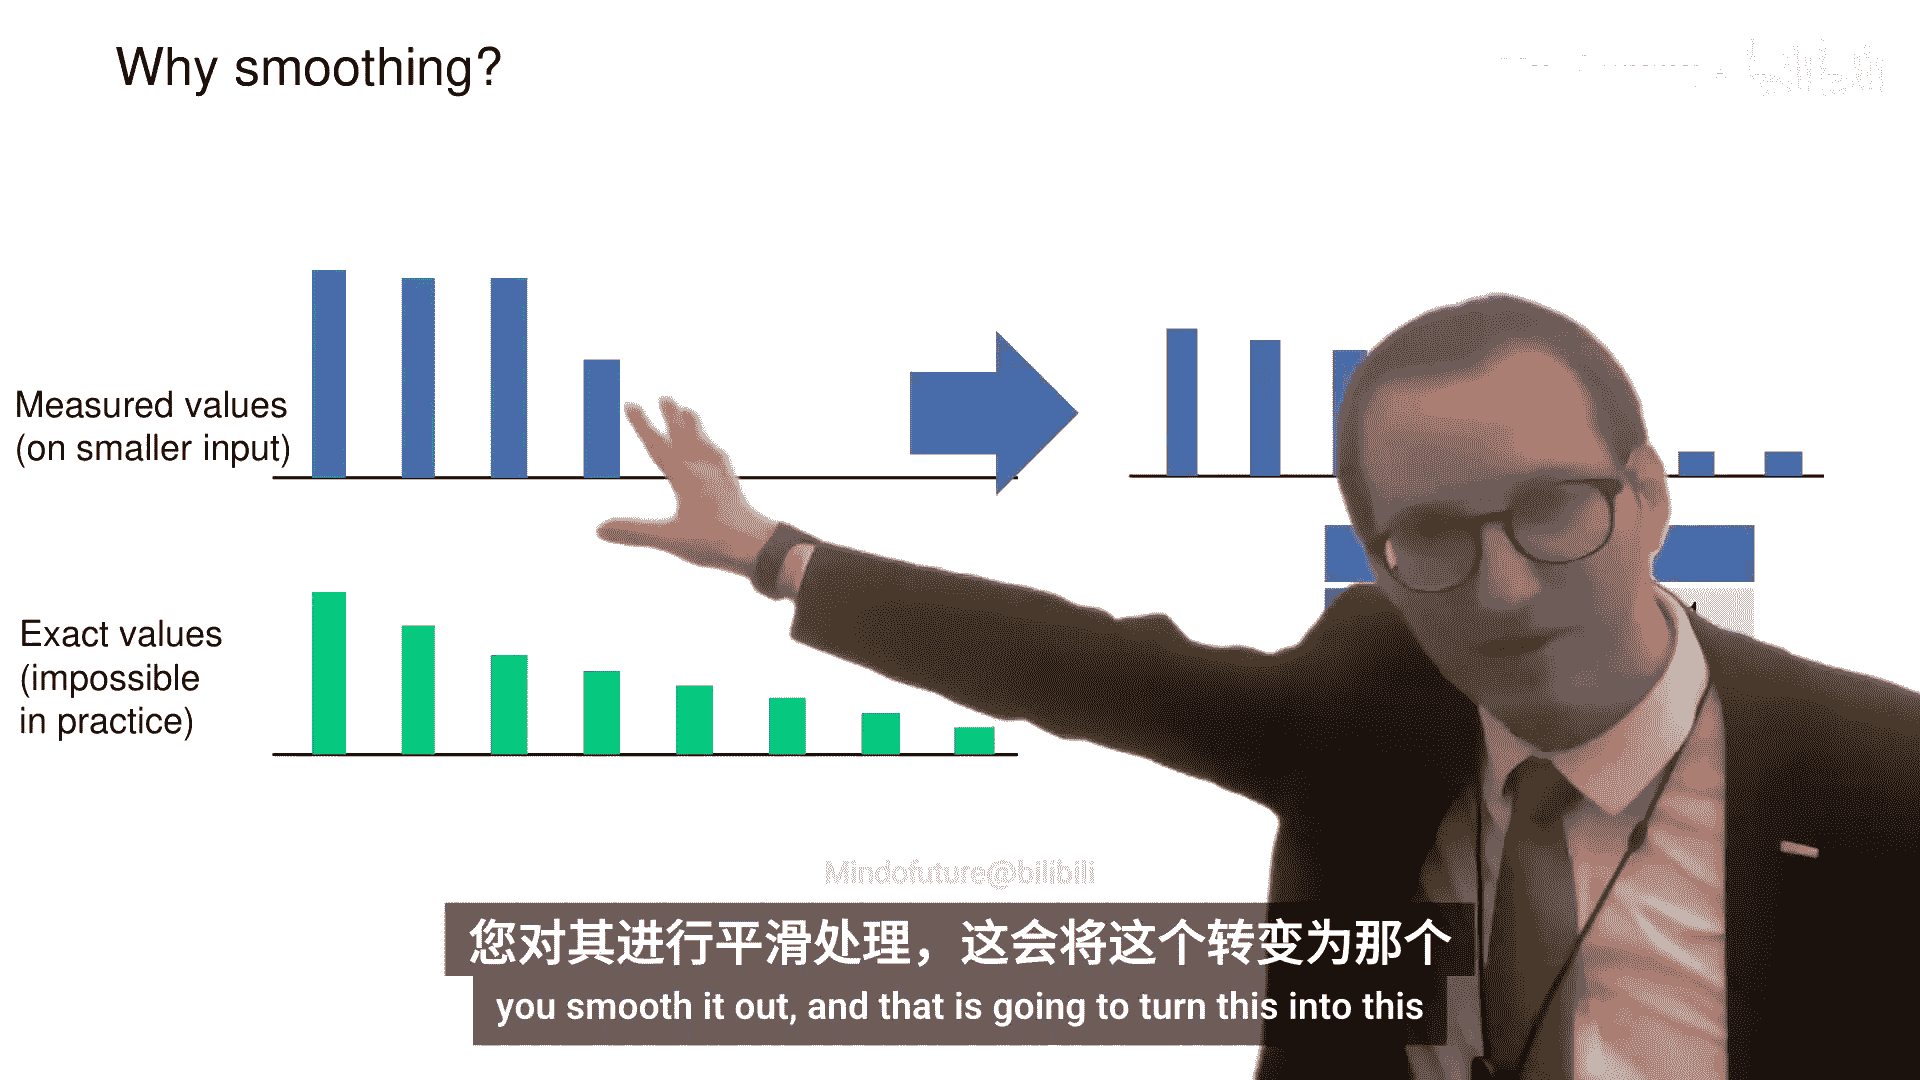 Why smoothing?
bilibili
Measured values
(on smaller input)
Exact values
(impossible
in practice)
Mindofuture@bilibili
您对其进行平滑处理，这会将这个转变为那个
you smooth it out, and that is going to turn this into this